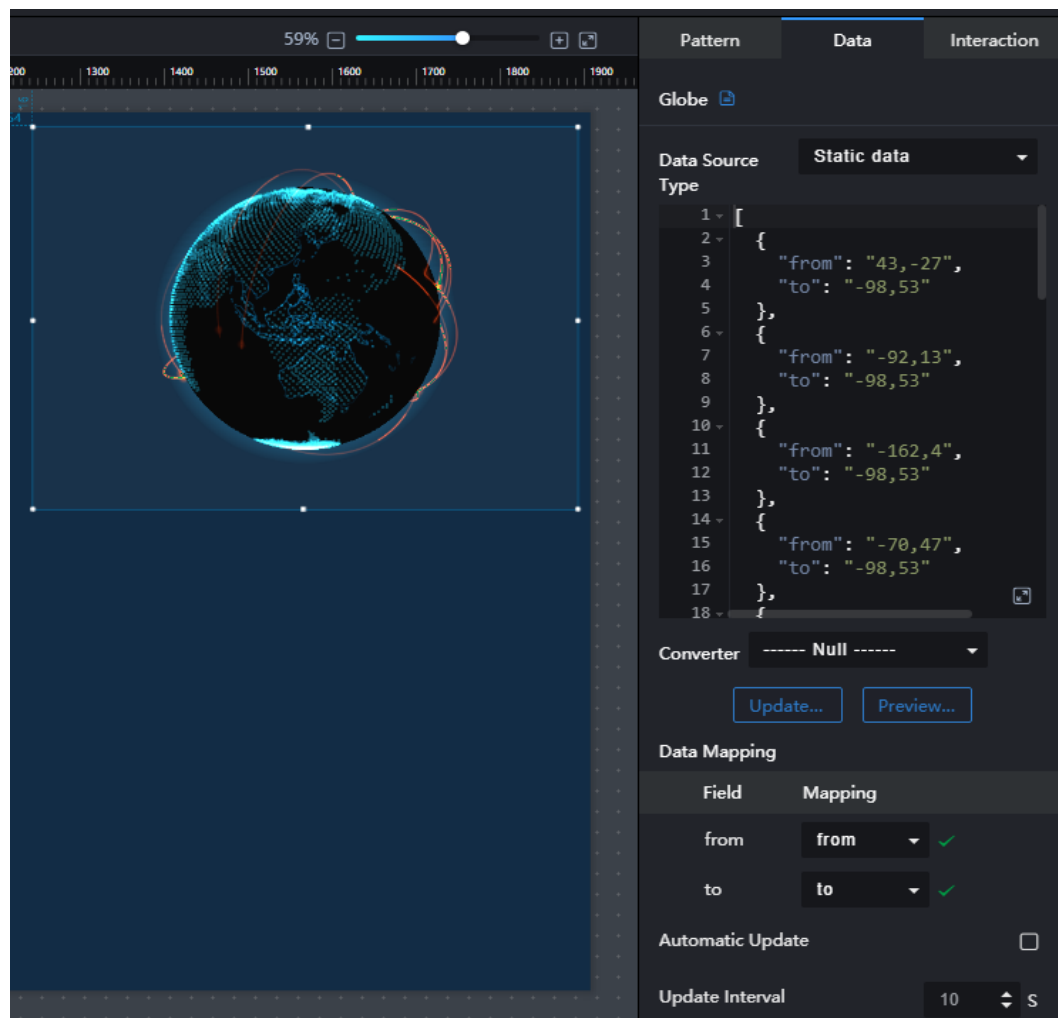 59%
Pattern Data Interaction
200 1300 1400 1500 1600 1700 1800 1900
Globe
Data Source Type
Static data
1 [
2 {
3 "from": "43,-27",
4 "to": "-98,53"
5 },
6 {
7 "from": "-92,13",
8 "to": "-98,53"
9 },
10 {
11 "from": "-162,4",
12 "to": "-98,53"
13 },
14 {
15 "from": "-70,47",
16 "to": "-98,53"
17 },
18 {
Converter ------ Null ------
Update... Preview...
Data Mapping
Field Mapping
from from
to to
Automatic Update
Update Interval 10 S